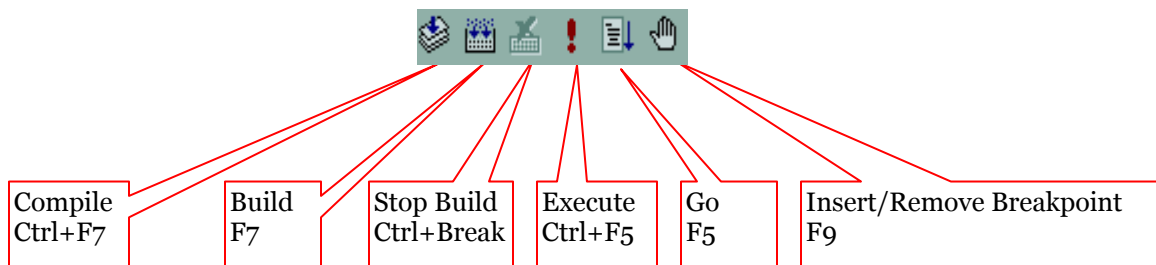 Compile
Ctrl+F7
Build
F7
Stop Build
Ctrl+Break
Execute
Ctrl+F5
Go
F5
Insert/Remove Breakpoint
F9